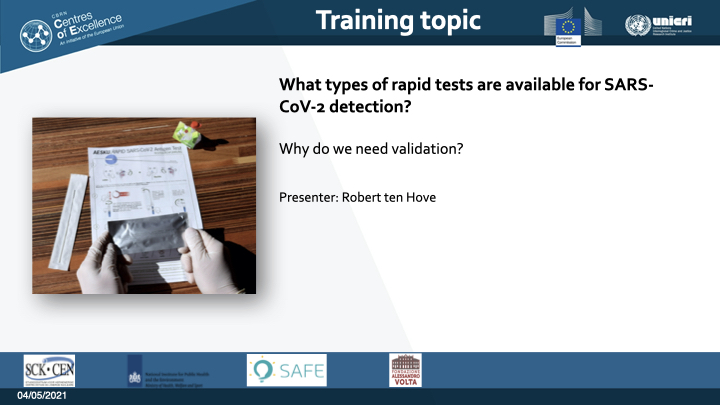 CBRN
Centres
of Excellence
An initiative of the European Union
Training topic
European
Commission
unicri
United Nations
Interregional Crime and Justice
Research Institute
What types of rapid tests are available for SARS-
CoV-2 detection?
Why do we need validation?
Presenter: Robert ten Hove
RAPID SARS-CoV-2 Antigen Test
SCK•CEN
National Institute for Public Health
and the Environment
Ministry of Health, Welfare and Sport
SAFE
FONDAZIONE
ALESSANDRO
VOLTA
04/05/2021